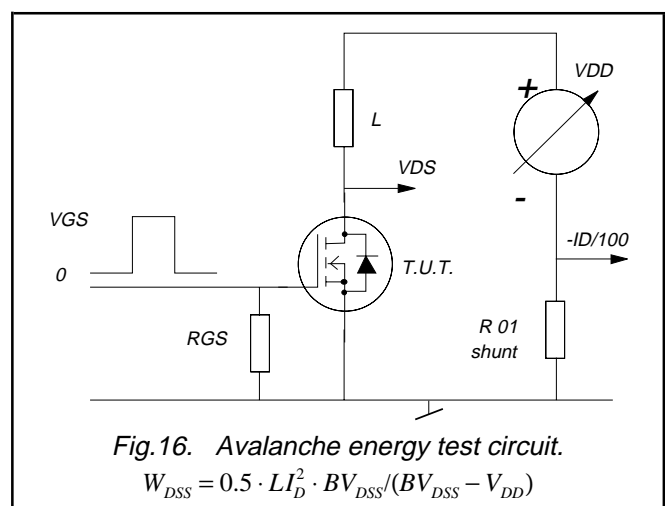 +
VDD
L
VDS
-
VGS
-ID/100
0
T.U.T.
RGS
R 01
shunt
Fig.16. Avalanche energy test circuit.
W_DSS = 0.5 · LI_D^2 · BV_DSS/(BV_DSS − V_DD)